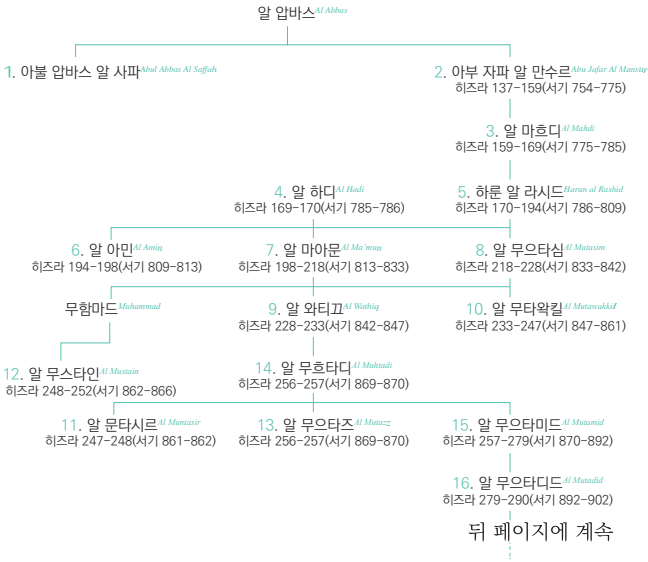 알 압바스Al Abbas
1. 아불 압바스 알 사파Abul Abbas Al Saffah
2. 아부 자파 알 만수르Abu Jafar Al Mansur
히즈라 137-159(서기 754-775)
3. 알 마흐디Al Mahdi
히즈라 159-169(서기 775-785)
4. 알 하디Al Hadi
히즈라 169-170(서기 785-786)
5. 하룬 알 라시드Harun al Rashid
히즈라 170-194(서기 786-809)
6. 알 아민Al Amin
히즈라 194-198(서기 809-813)
7. 알 마아문Al Ma'mun
히즈라 198-218(서기 813-833)
8. 알 무으타심Al Mutasim
히즈라 218-228(서기 833-842)
무함마드Muhammad
9. 알 와티끄Al Wathiq
히즈라 228-233(서기 842-847)
10. 알 무타왁킬Al Mutawakkil
히즈라 233-247(서기 847-861)
12. 알 무스타인Al Mustain
히즈라 248-252(서기 862-866)
14. 알 무흐타디Al Muhtadi
히즈라 256-257(서기 869-870)
11. 알 문타시르Al Muntasir
히즈라 247-248(서기 861-862)
13. 알 무으타즈Al Mutazz
히즈라 256-257(서기 869-870)
15. 알 무으타미드Al Mutamid
히즈라 257-279(서기 870-892)
16. 알 무으타디드Al Mutadid
히즈라 279-290(서기 892-902)
뒤 페이지에 계속